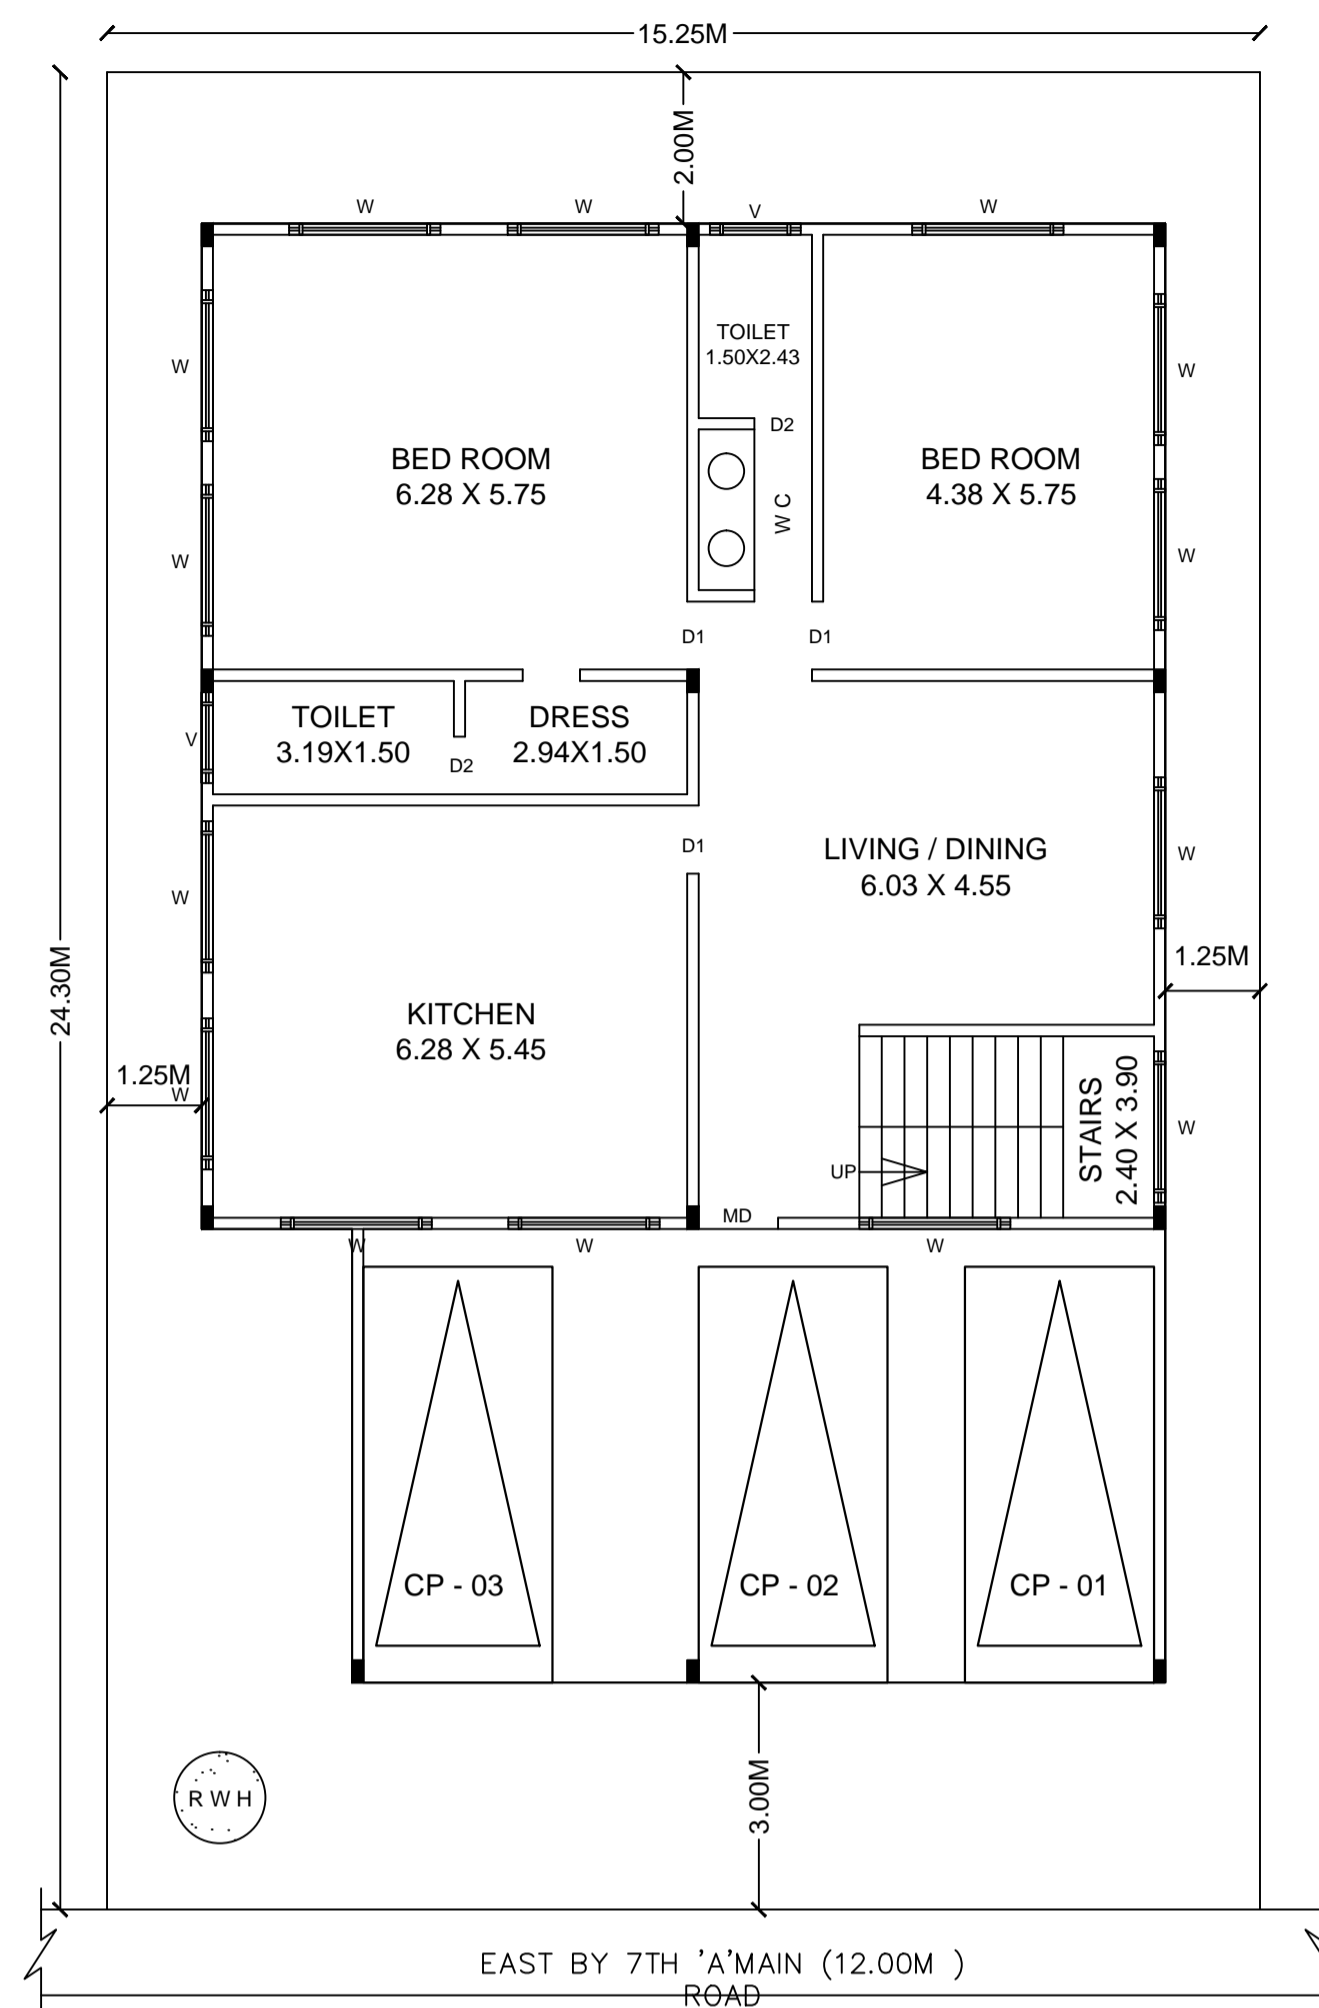 15.25M
2.00M
W
W
V
W
TOILET
1.50X2.43
W
W
D2
BED ROOM
6.28 X 5.75
BED ROOM
4.38 X 5.75
W C
W
W
D1
D1
TOILET
3.19X1.50
DRESS
2.94X1.50
V
D2
D1
LIVING / DINING
6.03 X 4.55
W
W
1.25M
24.30M
KITCHEN
6.28 X 5.45
1.25M
W
STAIRS
2.40 X 3.90
W
UP
MD
W
W
W
CP - 03
CP - 02
CP - 01
3.00M
R W H
EAST BY 7TH 'A'MAIN (12.00M )
ROAD